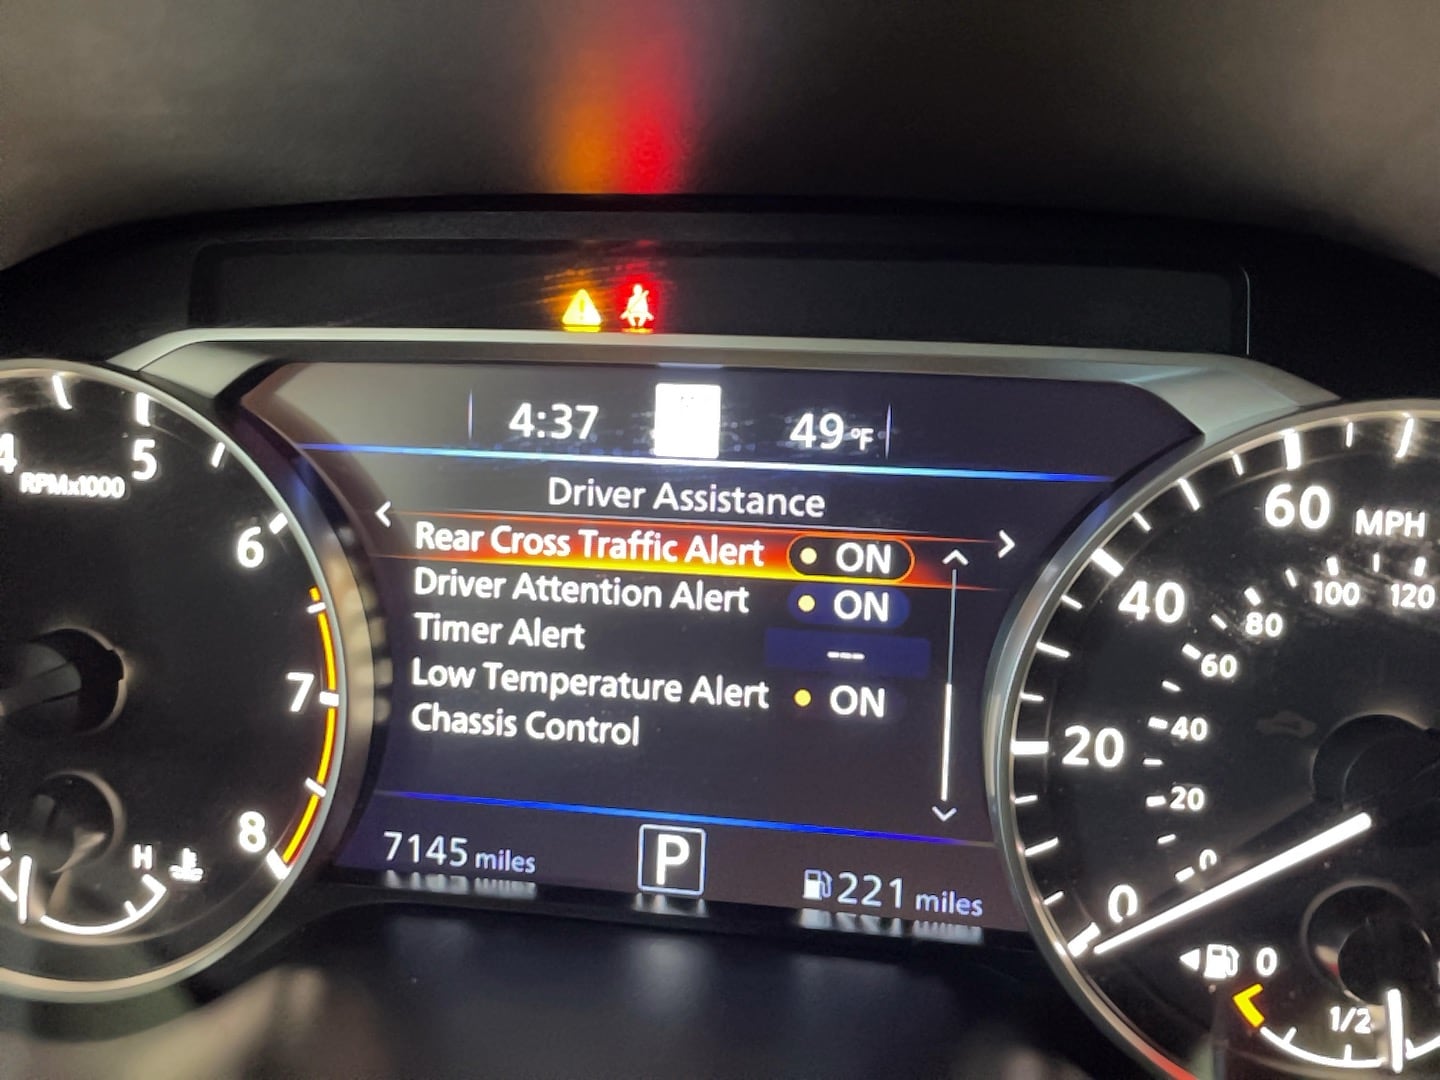 4:37
49°F
Driver Assistance
Rear Cross Traffic Alert ON
Driver Attention Alert ON
Timer Alert ---
Low Temperature Alert ON
Chassis Control
7145 miles
P
221 miles
4
5
RPMx1000
6
7
8
H
60
MPH
40
20
0
120
100
80
60
40
20
0
0
1/2